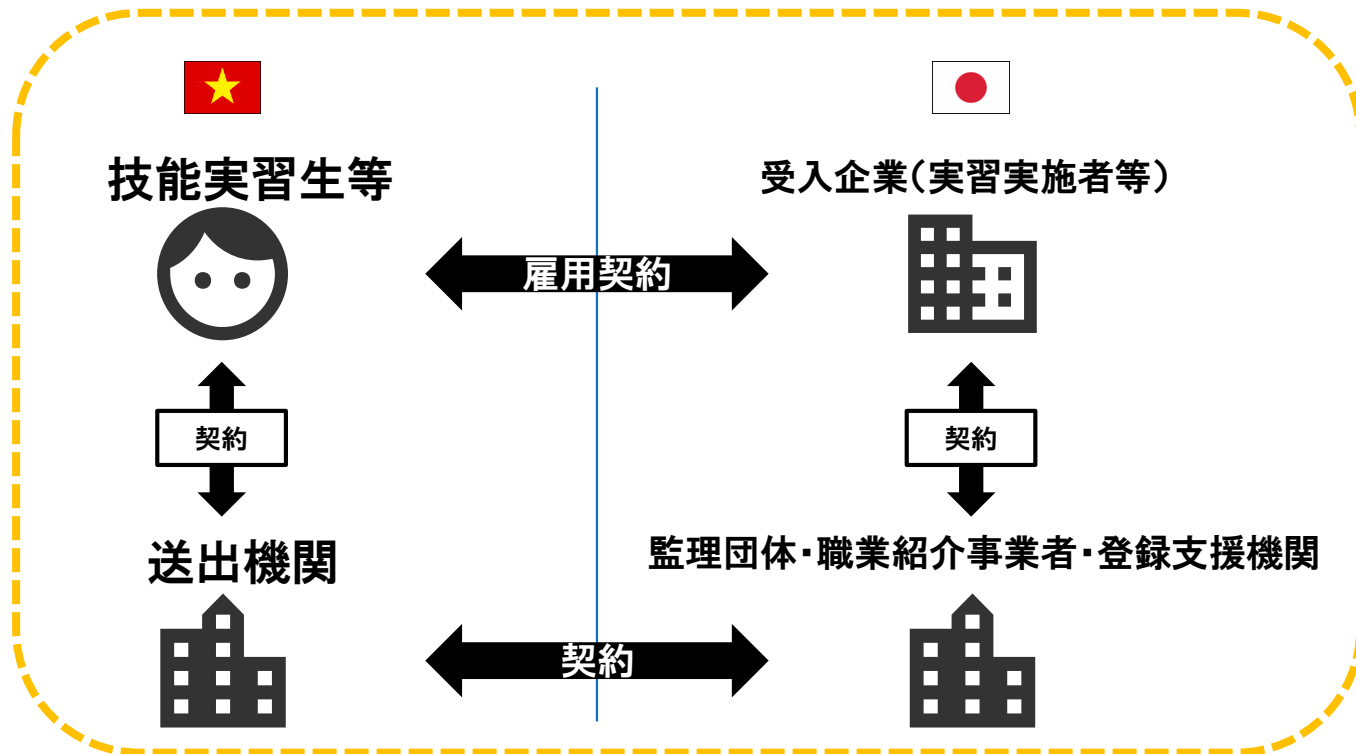 技能実習生等
受入企業（実習実施者等）
雇用契約
契約
契約
送出機関
監理団体・職業紹介事業者・登録支援機関
契約